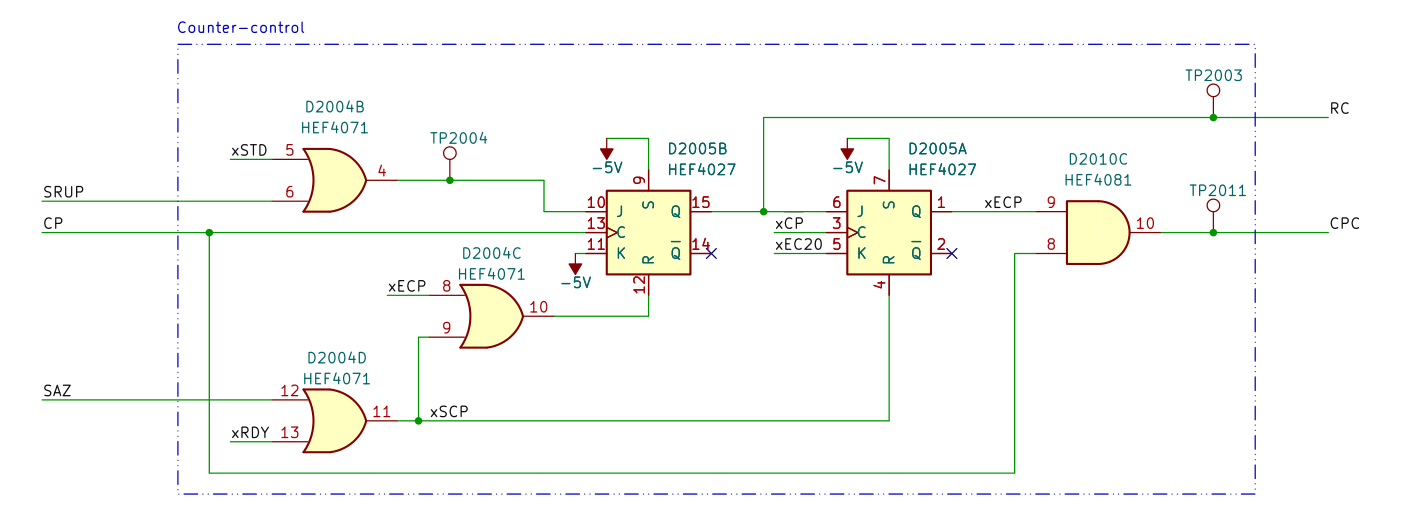 Counter-control
TP2003
RC
D2004B
HEF4071
xSTD
5
4
6
SRUP
TP2004
-5V
9
D2005B
HEF4027
10
J
S
Q
15
13
C
11
K
Q
14
R
12
-5V
-5V
7
D2005A
HEF4027
6
J
S
Q
1
xCP
3
C
xEC20
5
K
Q
2
R
4
xECP
D2010C
HEF4081
9
10
8
TP2011
CPC
CP
D2004C
HEF4071
xECP
8
10
9
D2004D
HEF4071
SAZ
12
11
xSCP
xRDY
13